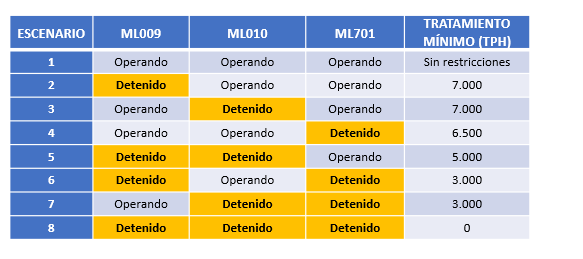 ESCENARIO ML009 ML010 ML701 TRATAMIENTO MÍNIMO (TPH)
1 Operando Operando Operando Sin restricciones
2 Detenido Operando Operando 7.000
3 Operando Detenido Operando 7.000
4 Operando Operando Detenido 6.500
5 Detenido Detenido Operando 5.000
6 Detenido Operando Detenido 3.000
7 Operando Detenido Detenido 3.000
8 Detenido Detenido Detenido 0